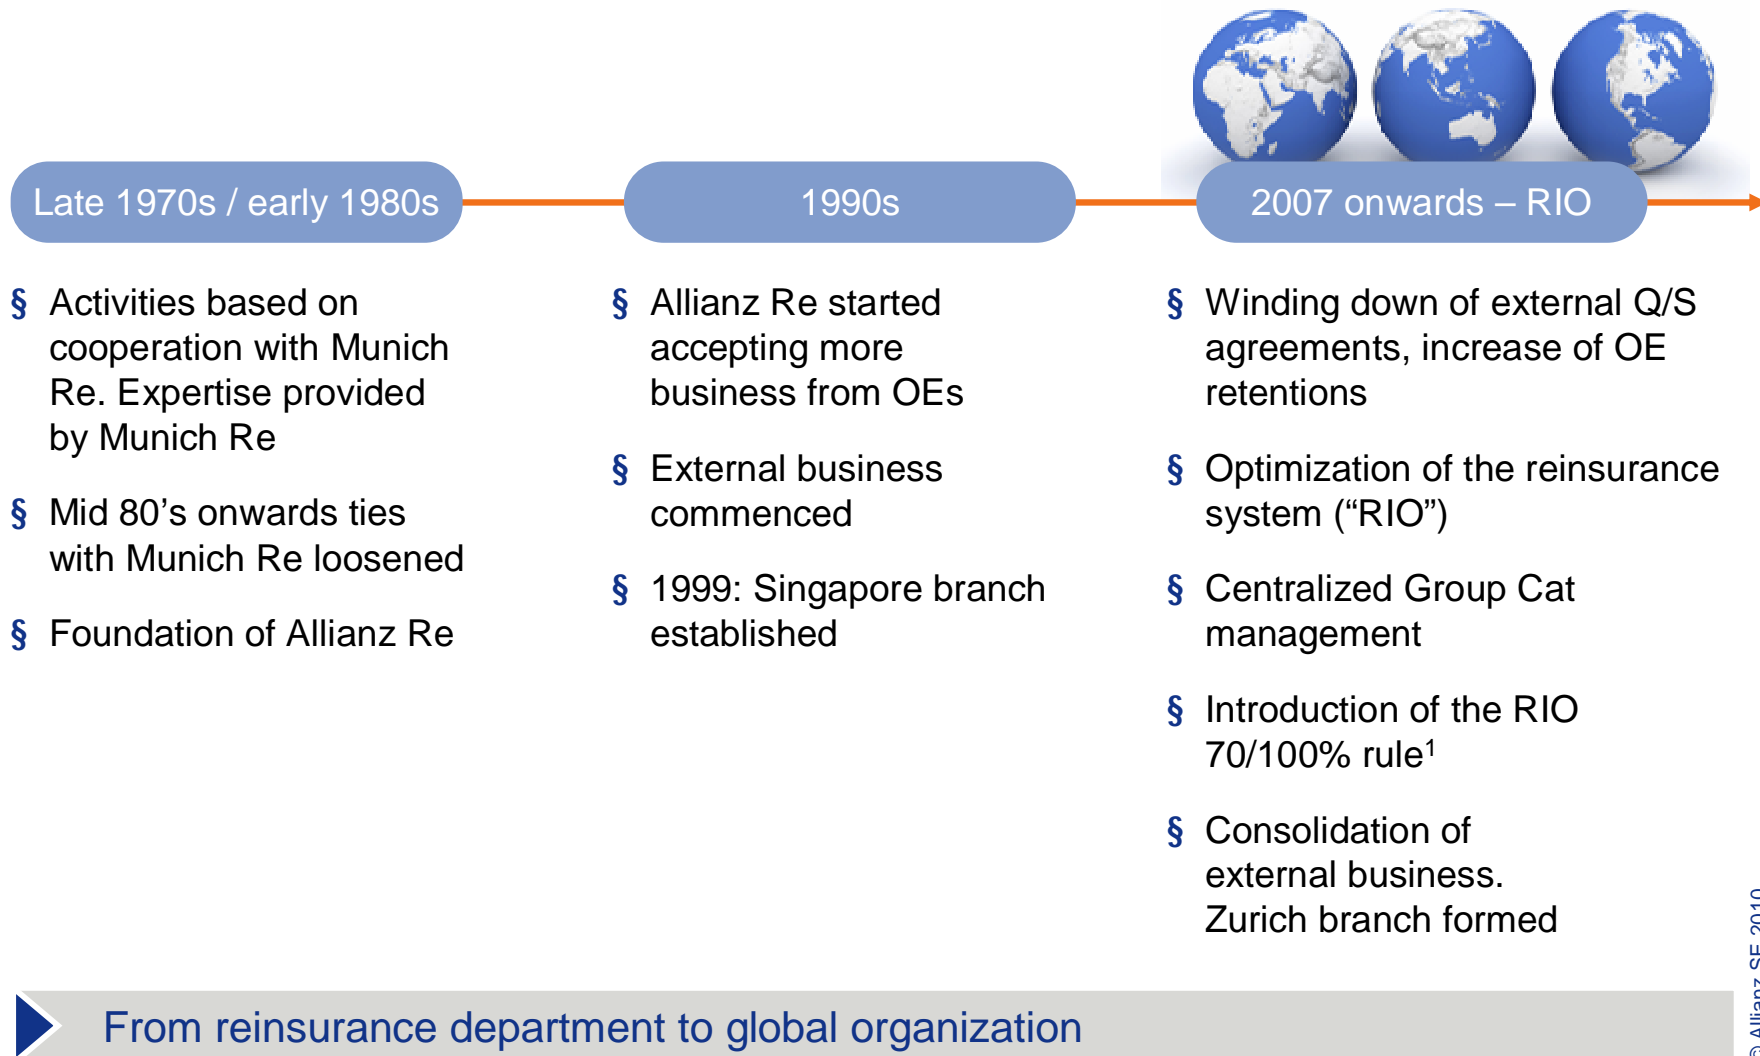 Late 1970s / early 1980s
§ Activities based on
cooperation with Munich
Re. Expertise provided
by Munich Re
§ Mid 80’s onwards ties
with Munich Re loosened
§ Foundation of Allianz Re
1990s
§ Allianz Re started
accepting more
business from OEs
§ External business
commenced
§ 1999: Singapore branch
established
2007 onwards – RIO
§ Winding down of external Q/S
agreements, increase of OE
retentions
§ Optimization of the reinsurance
system (“RIO”)
§ Centralized Group Cat
management
§ Introduction of the RIO
70/100% rule¹
§ Consolidation of
external business.
Zurich branch formed
From reinsurance department to global organization
© Allianz SE 2010